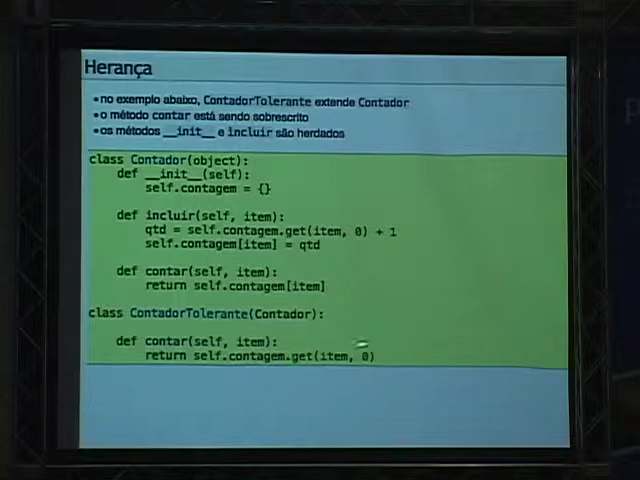 Herança
•no exemplo abaixo, ContadorTolerante extende Contador
•o método contar está sendo sobrescrito
•os métodos __init__ e incluir são herdados
class Contador(object):
    def __init__(self):
        self.contagem = {}
    def incluir(self, item):
        qtd = self.contagem.get(item, 0) + 1
        self.contagem[item] = qtd
    def contar(self, item):
        return self.contagem[item]
class ContadorTolerante(Contador):
    def contar(self, item):
        return self.contagem.get(item, 0)